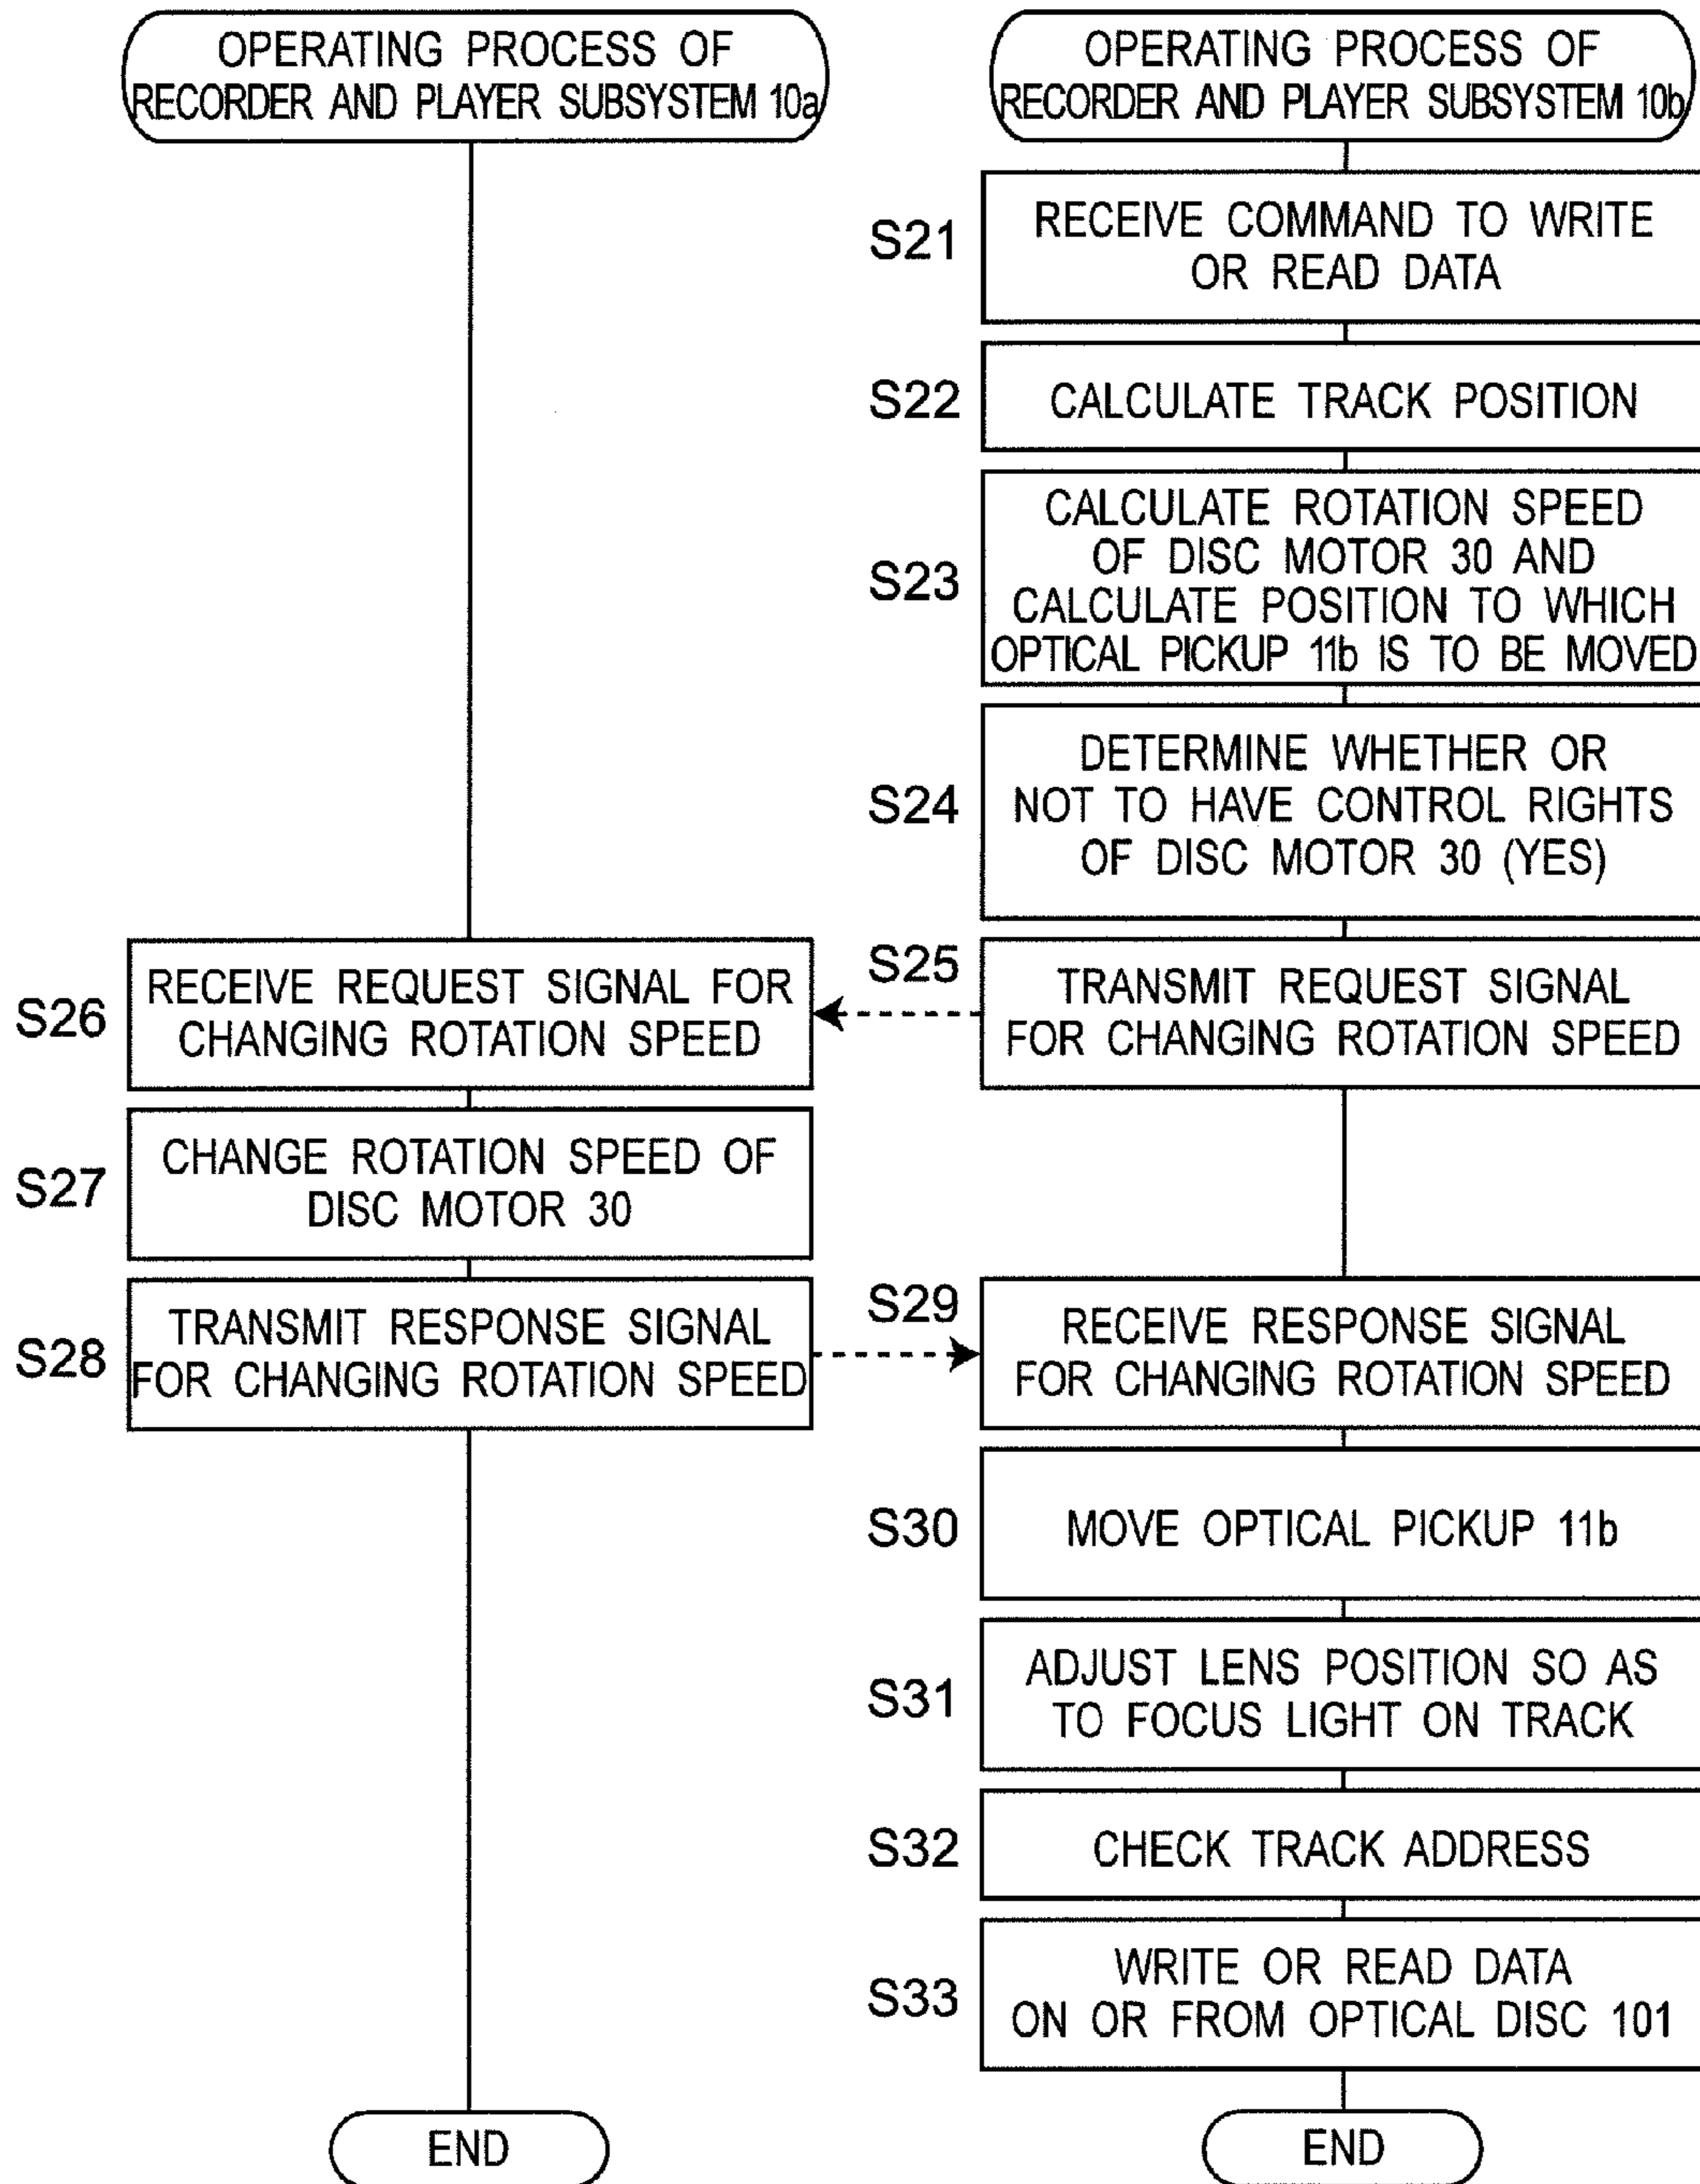 OPERATING PROCESS OF
RECORDER AND PLAYER SUBSYSTEM 10a
OPERATING PROCESS OF
RECORDER AND PLAYER SUBSYSTEM 10b
S21
RECEIVE COMMAND TO WRITE
OR READ DATA
S22
CALCULATE TRACK POSITION
S23
CALCULATE ROTATION SPEED
OF DISC MOTOR 30 AND
CALCULATE POSITION TO WHICH
OPTICAL PICKUP 11b IS TO BE MOVED
S24
DETERMINE WHETHER OR
NOT TO HAVE CONTROL RIGHTS
OF DISC MOTOR 30 (YES)
S25
TRANSMIT REQUEST SIGNAL
FOR CHANGING ROTATION SPEED
S26
RECEIVE REQUEST SIGNAL FOR
CHANGING ROTATION SPEED
S27
CHANGE ROTATION SPEED OF
DISC MOTOR 30
S28
TRANSMIT RESPONSE SIGNAL
FOR CHANGING ROTATION SPEED
S29
RECEIVE RESPONSE SIGNAL
FOR CHANGING ROTATION SPEED
S30
MOVE OPTICAL PICKUP 11b
S31
ADJUST LENS POSITION SO AS
TO FOCUS LIGHT ON TRACK
S32
CHECK TRACK ADDRESS
S33
WRITE OR READ DATA
ON OR FROM OPTICAL DISC 101
END
END